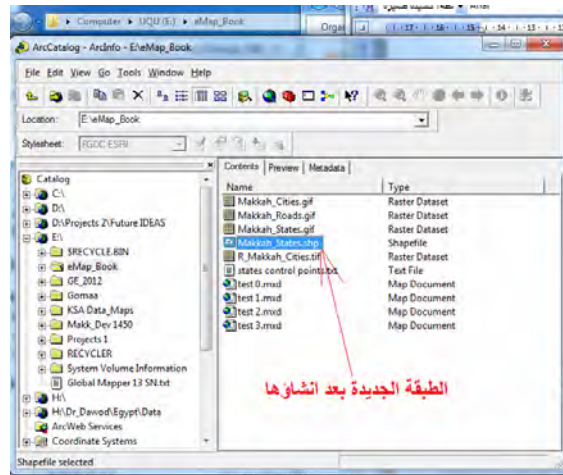 Computer ▸ UQU (E:) ▸ eMap_Book
Organ
ArcCatalog - ArcInfo - E:\eMap_Book
File Edit View Go Tools Window Help
Location: E:\eMap_Book
Stylesheet: FGDC ESRI
Contents Preview Metadata
Name Type
Makkah_Cities.gif Raster Dataset
Makkah_Roads.gif Raster Dataset
Makkah_States.gif Raster Dataset
Makkah_States.shp Shapefile
R_Makkah_Cities.tif Raster Dataset
states control points.txt Text File
test 0.mxd Map Document
test 1.mxd Map Document
test 2.mxd Map Document
test 3.mxd Map Document
Catalog
C:\
D:\
D:\Projects 2\Future IDEAS
E:\
$RECYCLE.BIN
eMap_Book
GE_2012
Gomaa
KSA Data_Maps
Makk_Dev 1450
Projects 1
RECYCLER
System Volume Information
Global Mapper 13 SN.txt
H:\
H:\Dr_Dawod\Egypt\Data
ArcWeb Services
Coordinate Systems
الطبقة الجديدة بعد انشاؤها
Shapefile selected